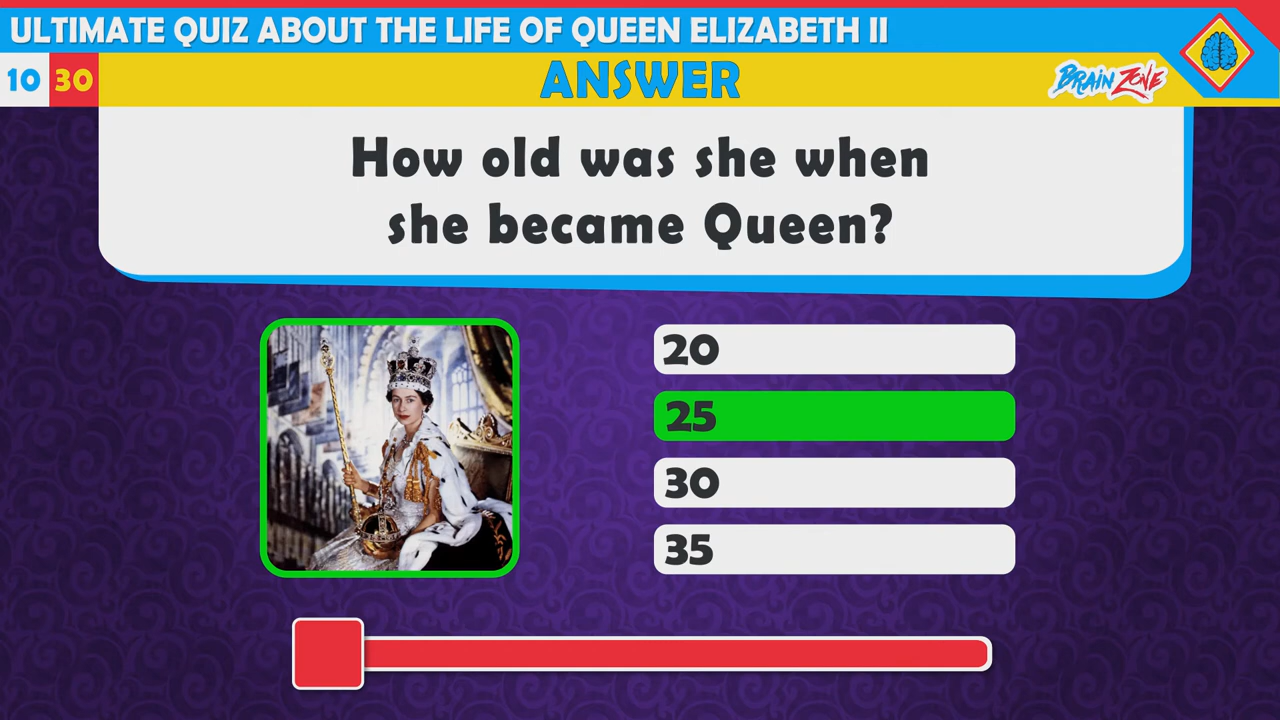 ULTIMATE QUIZ ABOUT THE LIFE OF QUEEN ELIZABETH II
10 30
ANSWER
BRAIN ZONE
How old was she when
she became Queen?
20
25
30
35